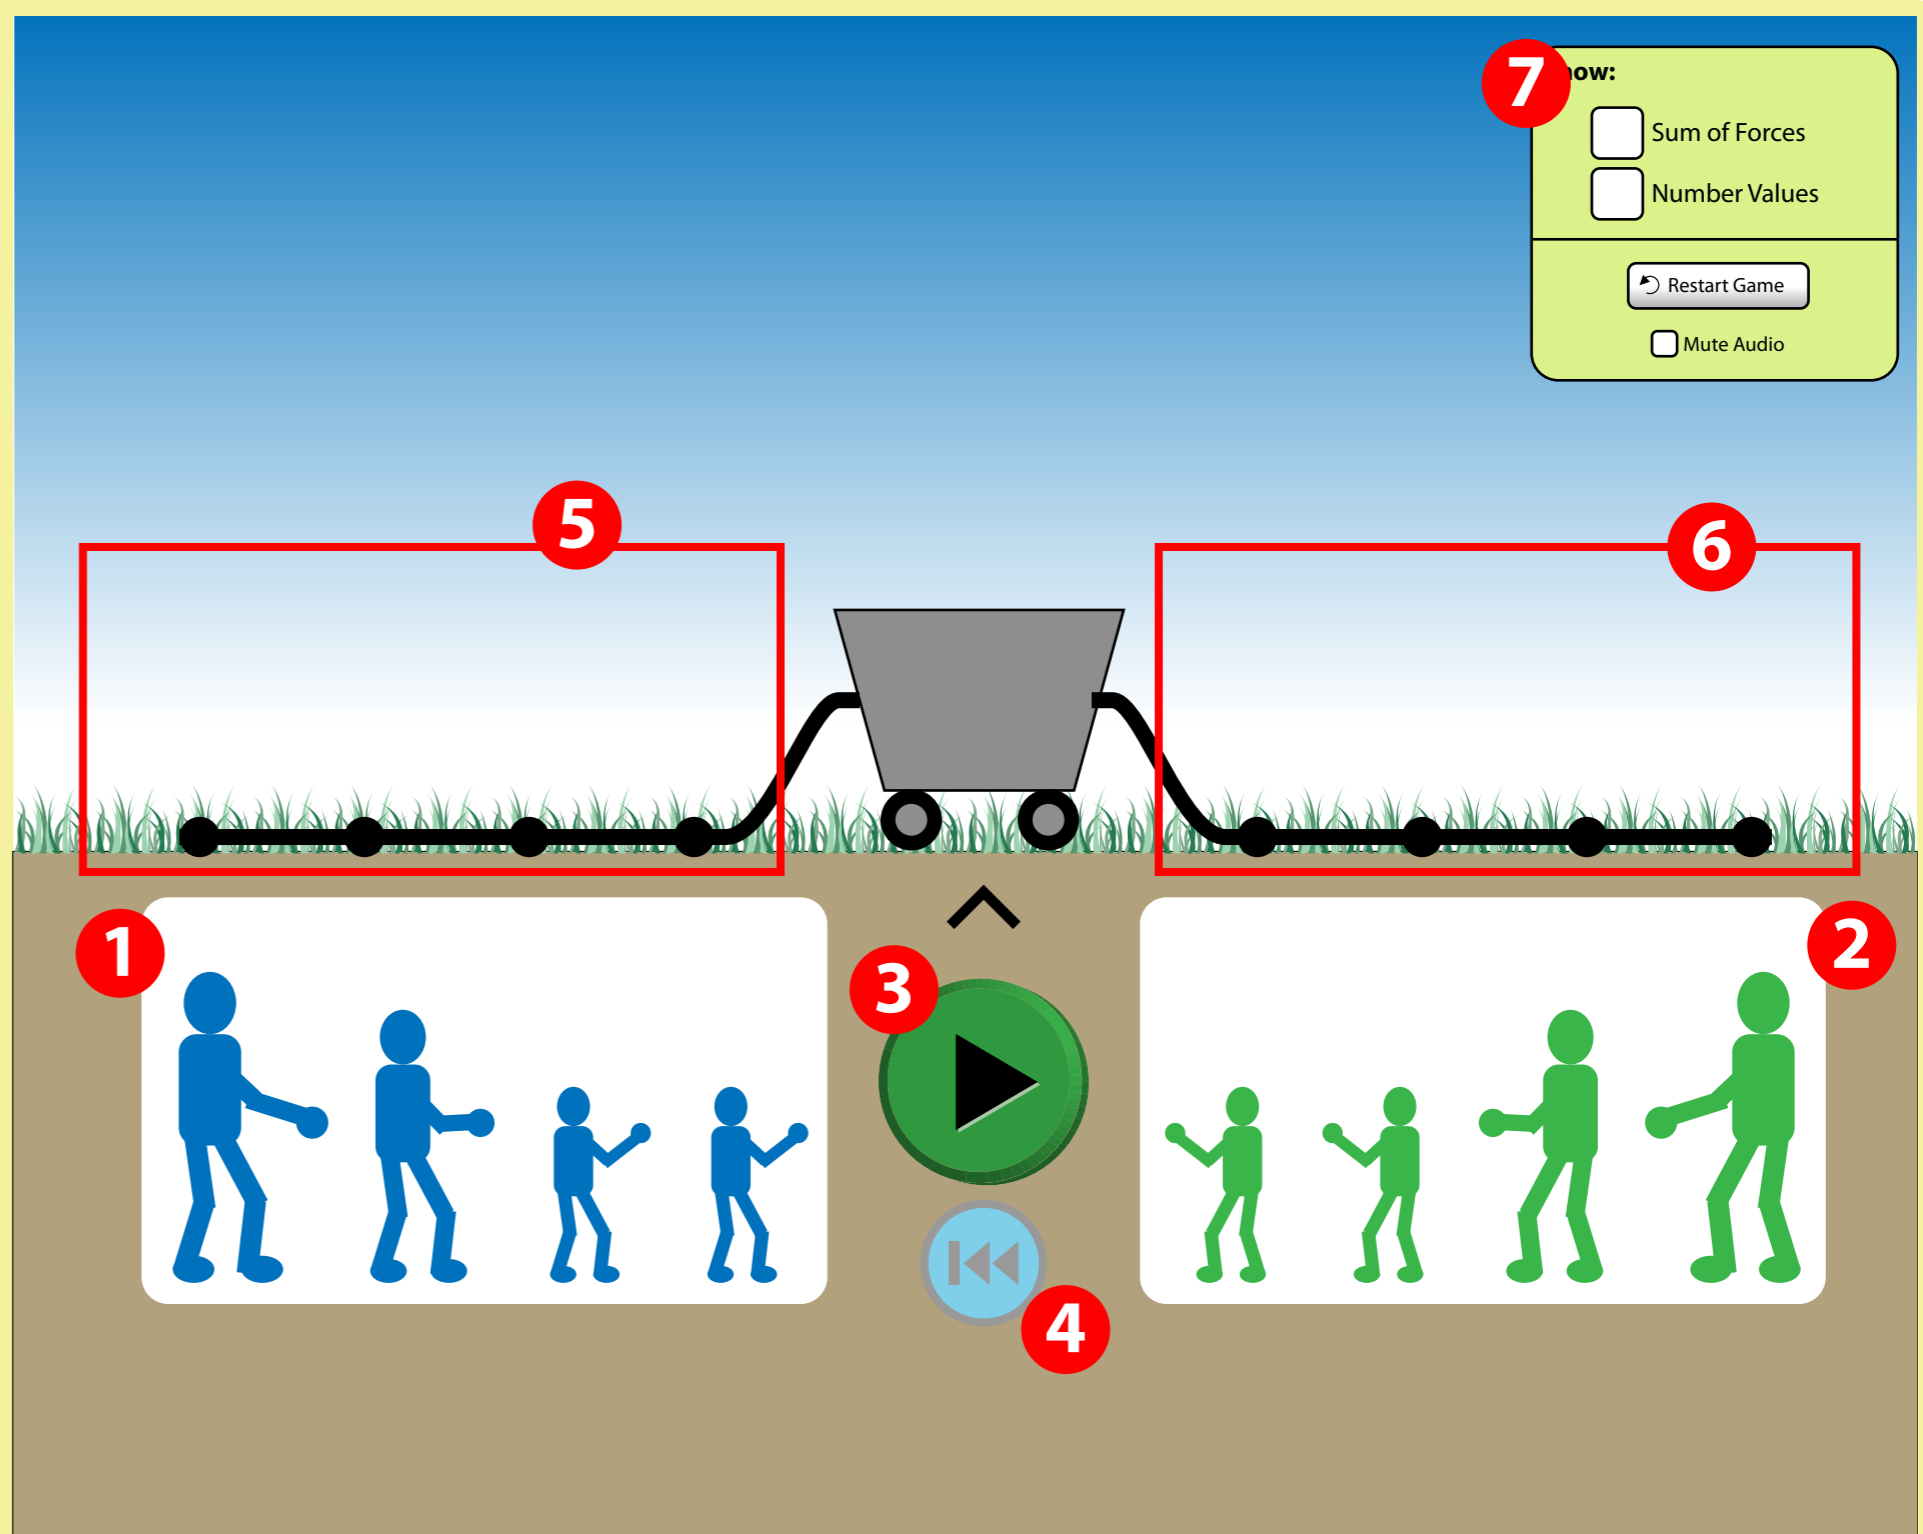 7
ow:
Sum of Forces
Number Values
Restart Game
Mute Audio
5
6
1
2
3
4